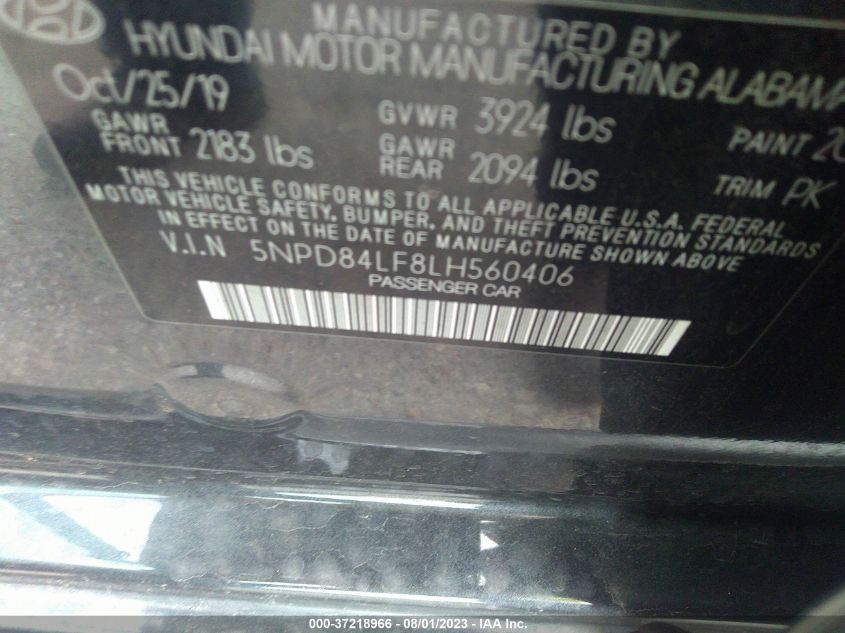 MANUFACTURED BY
HYUNDAI MOTOR MANUFACTURING ALABAMA
Oct/25/19
GVWR 3924 lbs
PAINT
GAWR FRONT 2183 lbs
GAWR REAR 2094 lbs
TRIM PK
THIS VEHICLE CONFORMS TO ALL APPLICABLE U.S.A. FEDERAL
MOTOR VEHICLE SAFETY, BUMPER, AND THEFT PREVENTION STANDARDS
IN EFFECT ON THE DATE OF MANUFACTURE SHOWN ABOVE
V.I.N 5NPD84LF8LH560406
PASSENGER CAR
000-37218966 - 08/01/2023 - IAA Inc.